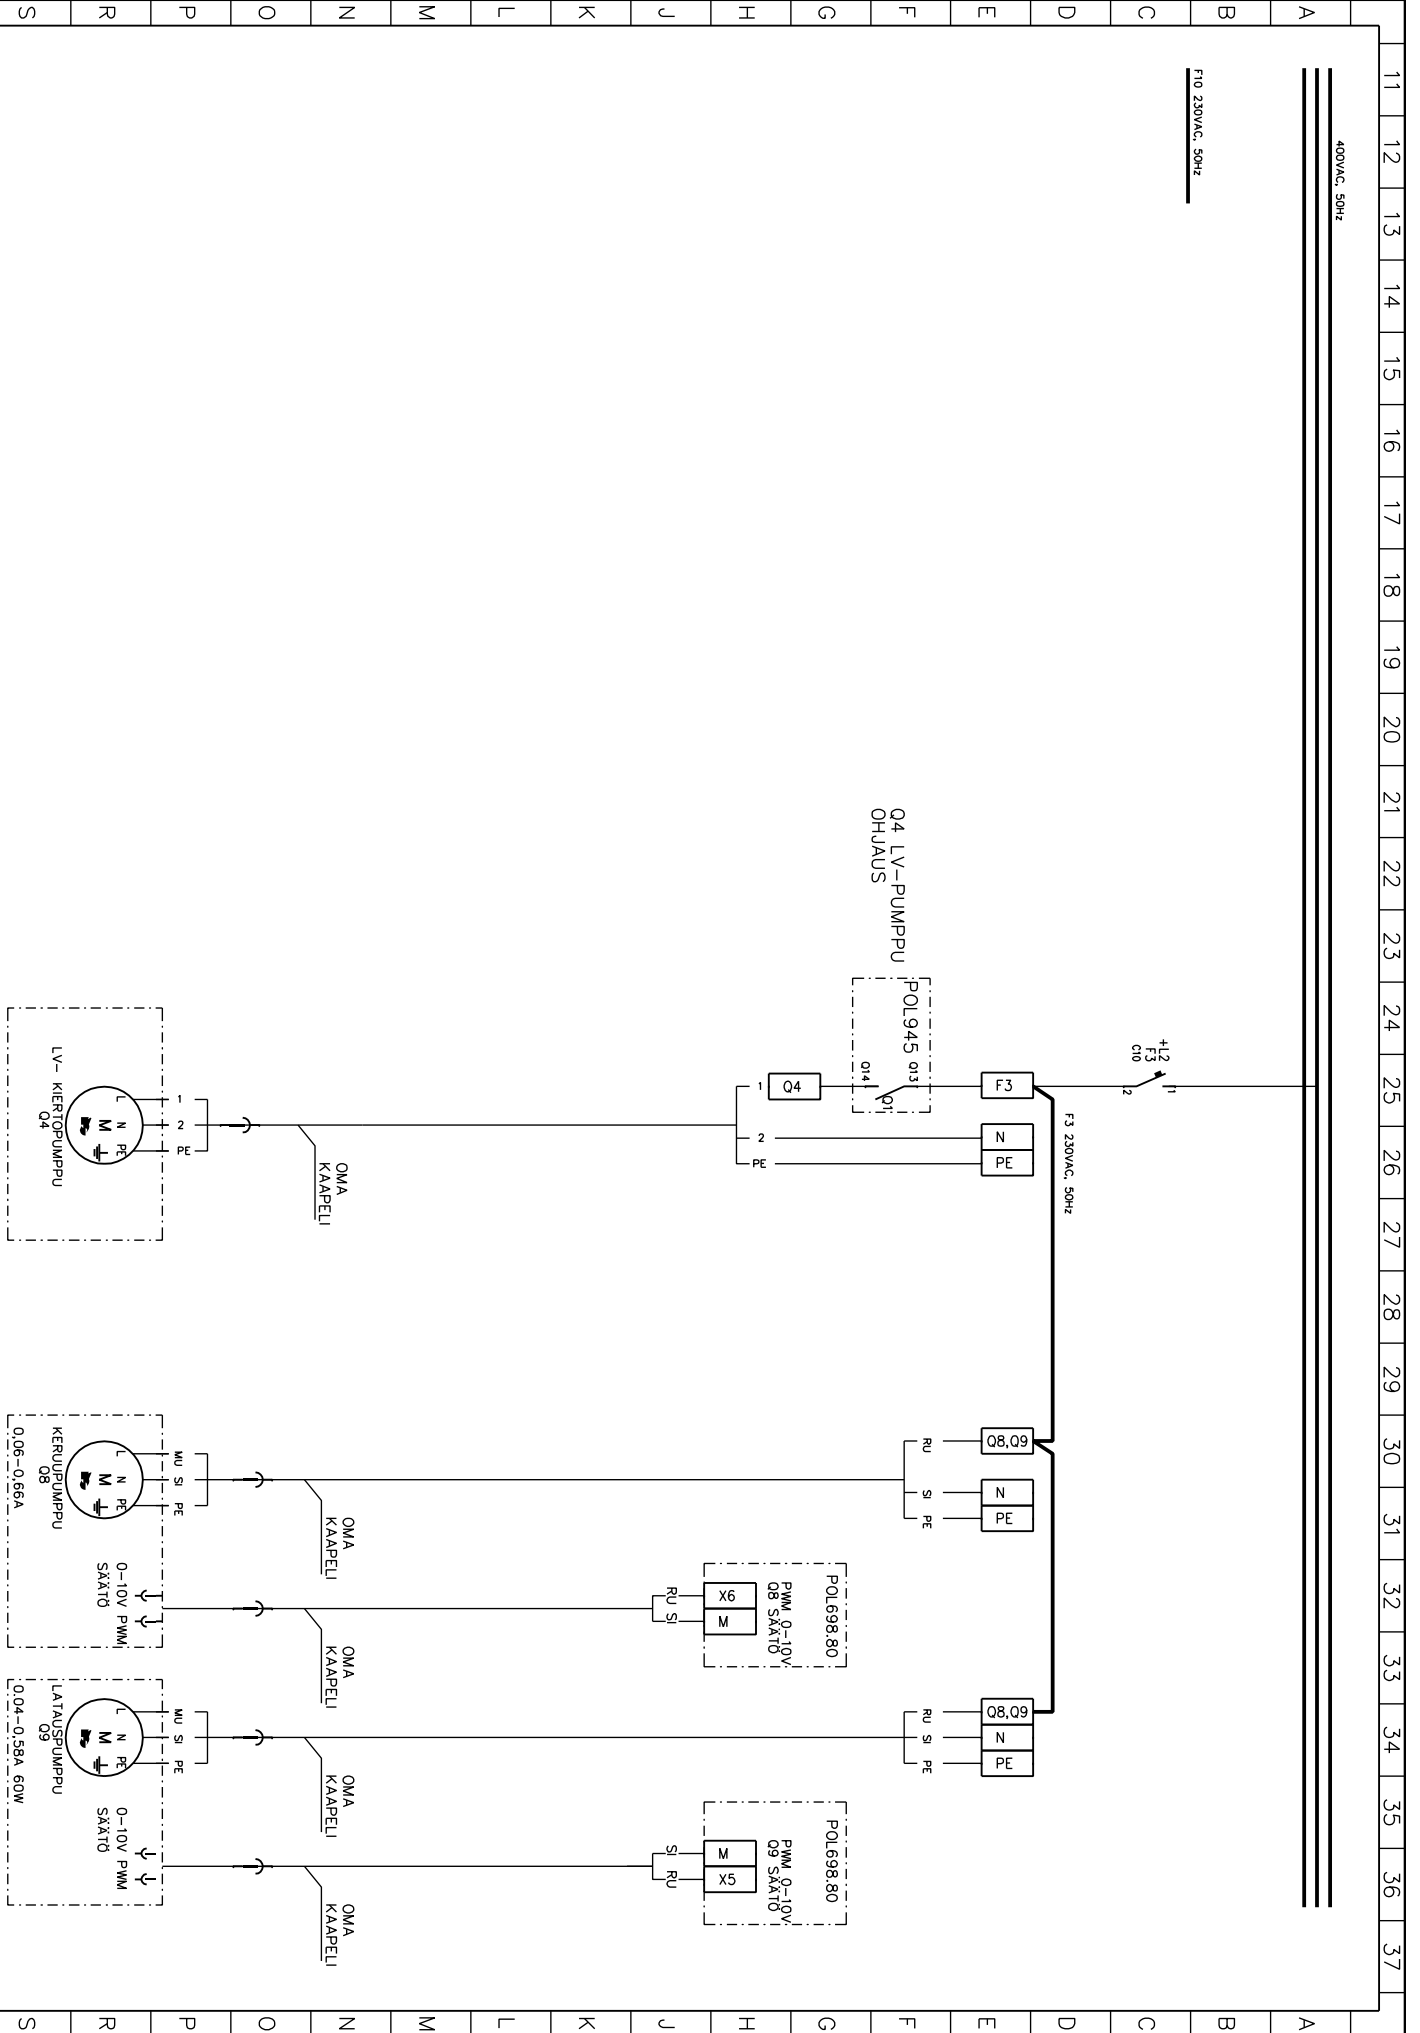 11 12 13 14 15 16 17 18 19 20 21 22 23 24 25 26 27 28 29 30 31 32 33 34 35 36 37
A
A
B
B
C
C
D
D
E
E
F
F
G
G
H
H
J
J
K
K
L
L
M
M
N
N
O
O
P
P
R
R
S
S
400VAC, 50Hz
F10 230VAC, 50Hz
+L2
F3
C10
1
2
F3 230VAC, 50Hz
F3
N
PE
Q8,Q9
N
PE
Q8,Q9
N
PE
Q4 LV-PUMPPU
OHJAUS
POL945
Q13
Q1
Q14
RU
SI
PE
RU
SI
PE
Q4
1
2
PE
POL698.80
PWM 0-10V
Q8 SÄÄTÖ
X6
M
RU
SI
POL698.80
PWM 0-10V
Q9 SÄÄTÖ
M
X5
SI
RU
OMA
KAAPELI
OMA
KAAPELI
OMA
KAAPELI
OMA
KAAPELI
OMA
KAAPELI
1
2
PE
MU
SI
PE
MU
SI
PE
L N PE
M
LV- KIERTOPUMPPU
Q4
L N PE
M
KERUUPUMPPU
Q8
0,06-0,66A
0-10V PWM
SÄÄTÖ
L N PE
M
LATAUSPUMPPU
Q9
0.04-0,58A 60W
0-10V PWM
SÄÄTÖ